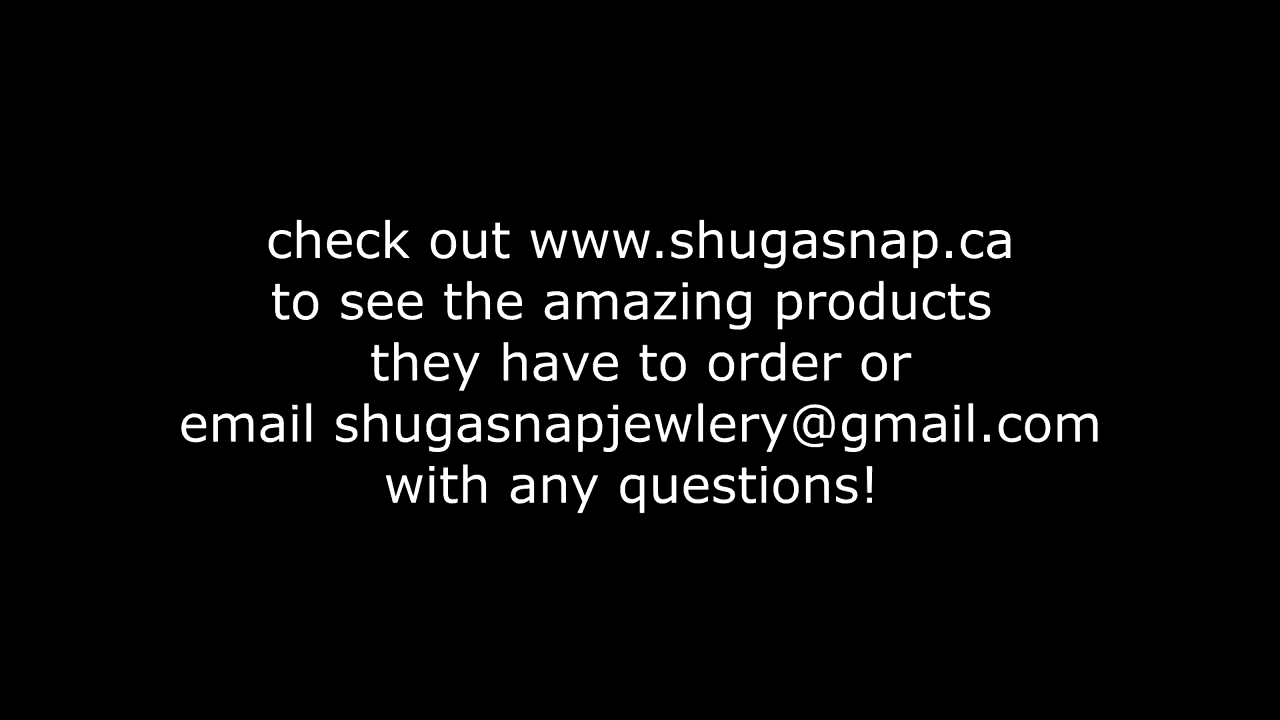 check out www.shugasnap.ca
to see the amazing products
they have to order or
email shugasnapjewlery@gmail.com
with any questions!